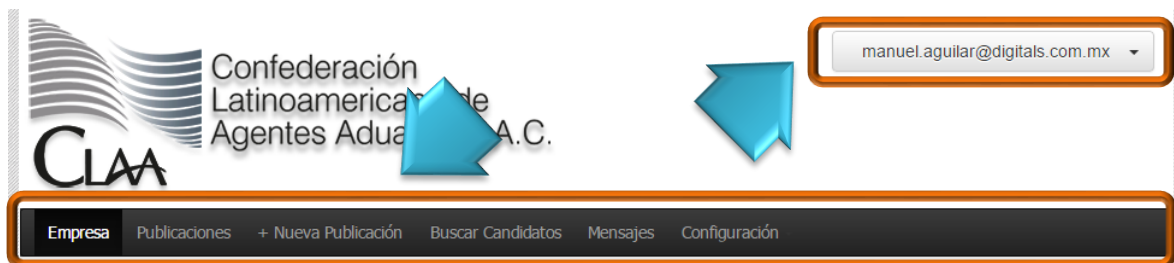 manuel.aguilar@digitals.com.mx
Confederación
Latinoamerica de
Agentes Adua A.C.
CLAA
Empresa Publicaciones + Nueva Publicación Buscar Candidatos Mensajes Configuración